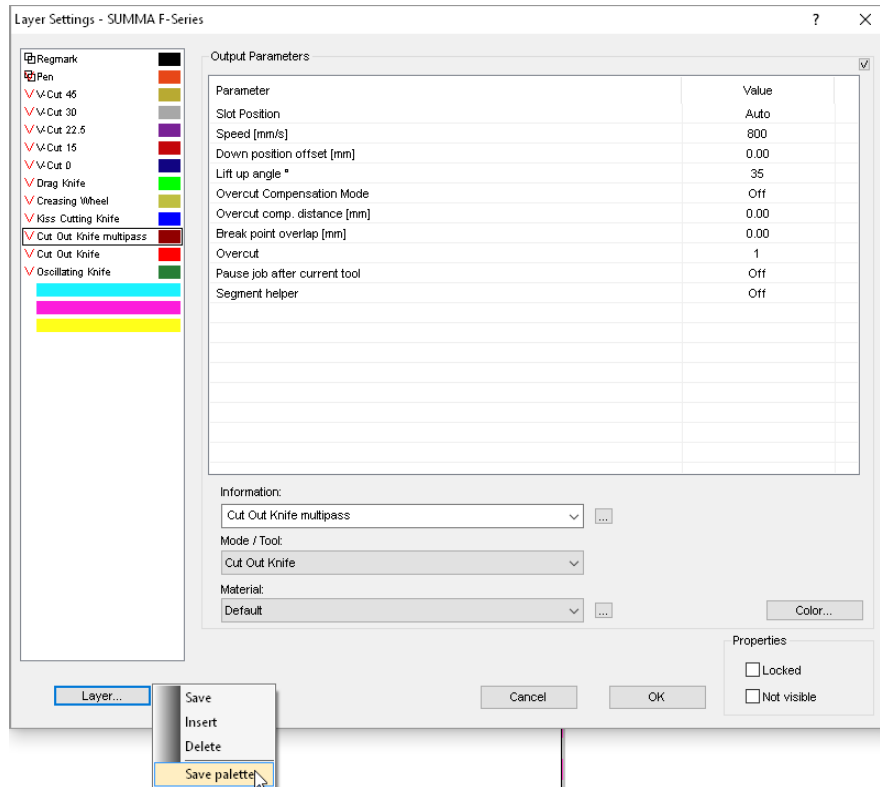 Layer Settings - SUMMA F-Series
? X
Regmark
Pen
V-Cut 45
V-Cut 30
V-Cut 22.5
V-Cut 15
V-Cut 0
Drag Knife
Creasing Wheel
Kiss Cutting Knife
Cut Out Knife multipass
Cut Out Knife
Oscillating Knife
Output Parameters
Parameter Value
Slot Position Auto
Speed [mm/s] 800
Down position offset [mm] 0.00
Lift up angle ° 35
Overcut Compensation Mode Off
Overcut comp. distance [mm] 0.00
Break point overlap [mm] 0.00
Overcut 1
Pause job after current tool Off
Segment helper Off
Information:
Cut Out Knife multipass ...
Mode / Tool:
Cut Out Knife
Material:
Default ...
Color...
Properties
Locked
Not visible
Layer...
Cancel OK
Save
Insert
Delete
Save palette